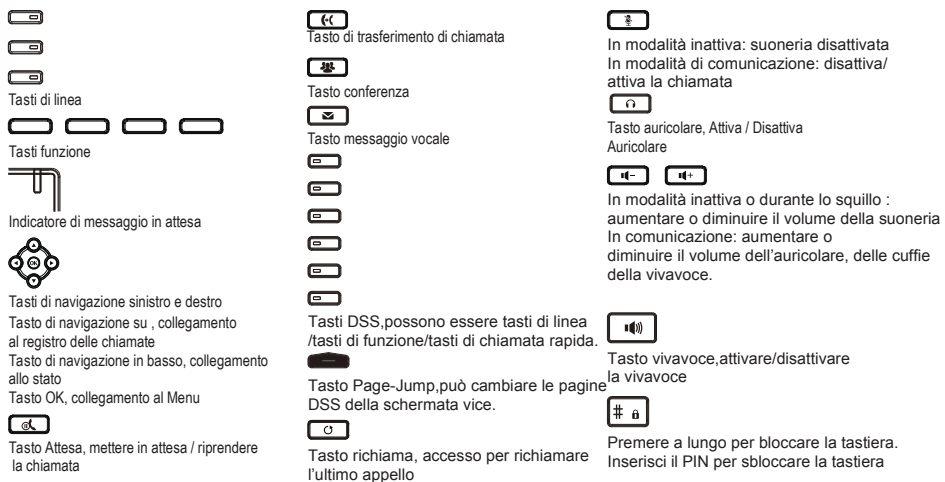 Tasti di linea
Tasti funzione
Indicatore di messaggio in attesa
OK
Tasti di navigazione sinistro e destro
Tasto di navigazione su , collegamento
al registro delle chiamate
Tasto di navigazione in basso, collegamento
allo stato
Tasto OK, collegamento al Menu
Tasto Attesa, mettere in attesa / riprendere
la chiamata
Tasto di trasferimento di chiamata
Tasto conferenza
Tasto messaggio vocale
Tasti DSS,possono essere tasti di linea
/tasti di funzione/tasti di chiamata rapida.
Tasto Page-Jump,può cambiare le pagine
DSS della schermata vice.
Tasto richiama, accesso per richiamare
l'ultimo appello
In modalità inattiva: suoneria disattivata
In modalità di comunicazione: disattiva/
attiva la chiamata
Tasto auricolare, Attiva / Disattiva
Auricolare
- +
In modalità inattiva o durante lo squillo :
aumentare o diminuire il volume della suoneria
In comunicazione: aumentare o
diminuire il volume dell'auricolare, delle cuffie
della vivavoce.
Tasto vivavoce,attivare/disattivare
la vivavoce
#
Premere a lungo per bloccare la tastiera.
Inserisci il PIN per sbloccare la tastiera